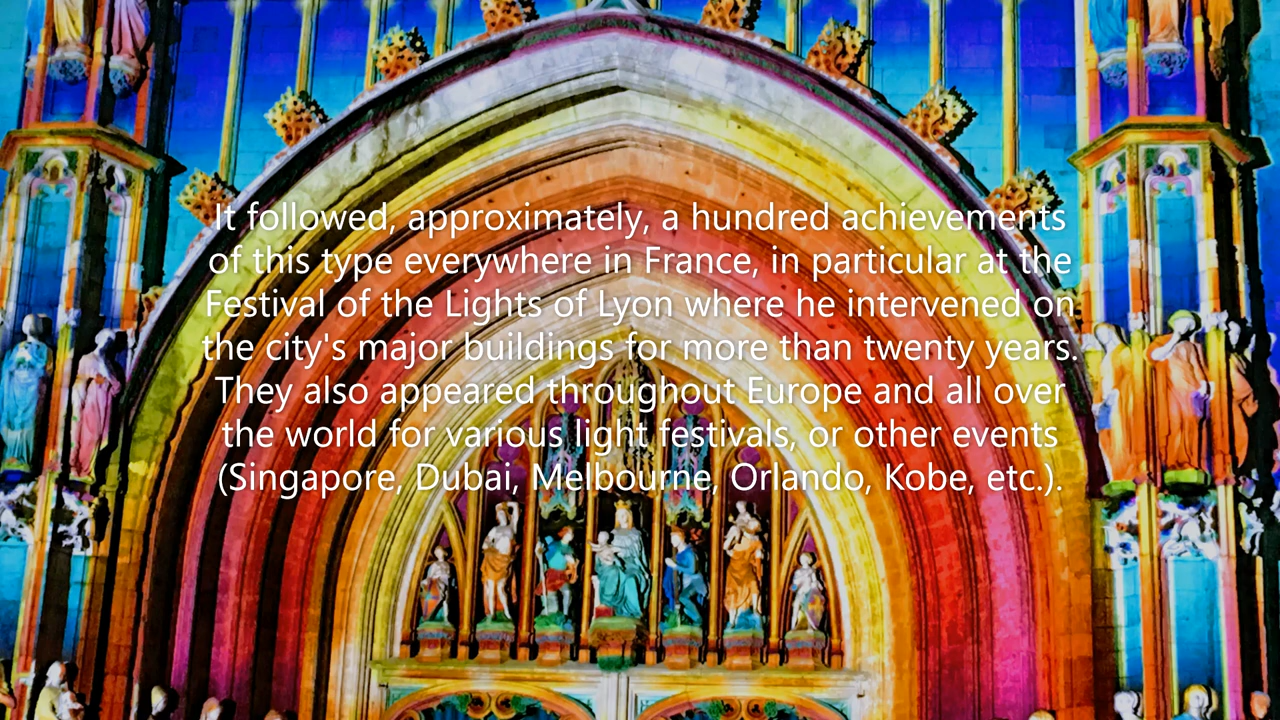 It followed, approximately, a hundred achievements
of this type everywhere in France, in particular at the
Festival of the Lights of Lyon where he intervened on
the city's major buildings for more than twenty years.
They also appeared throughout Europe and all over
the world for various light festivals, or other events
(Singapore, Dubai, Melbourne, Orlando, Kobe, etc.).